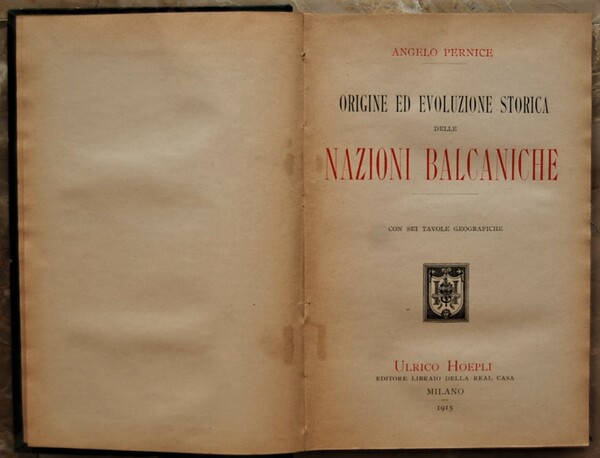 ANGELO PERNICE
ORIGINE ED EVOLUZIONE STORICA
DELLE
NAZIONI BALCANICHE
CON SEI TAVOLE GEOGRAFICHE
ULRICO HOEPLI
EDITORE LIBRAIO DELLA REAL CASA
MILANO
1915